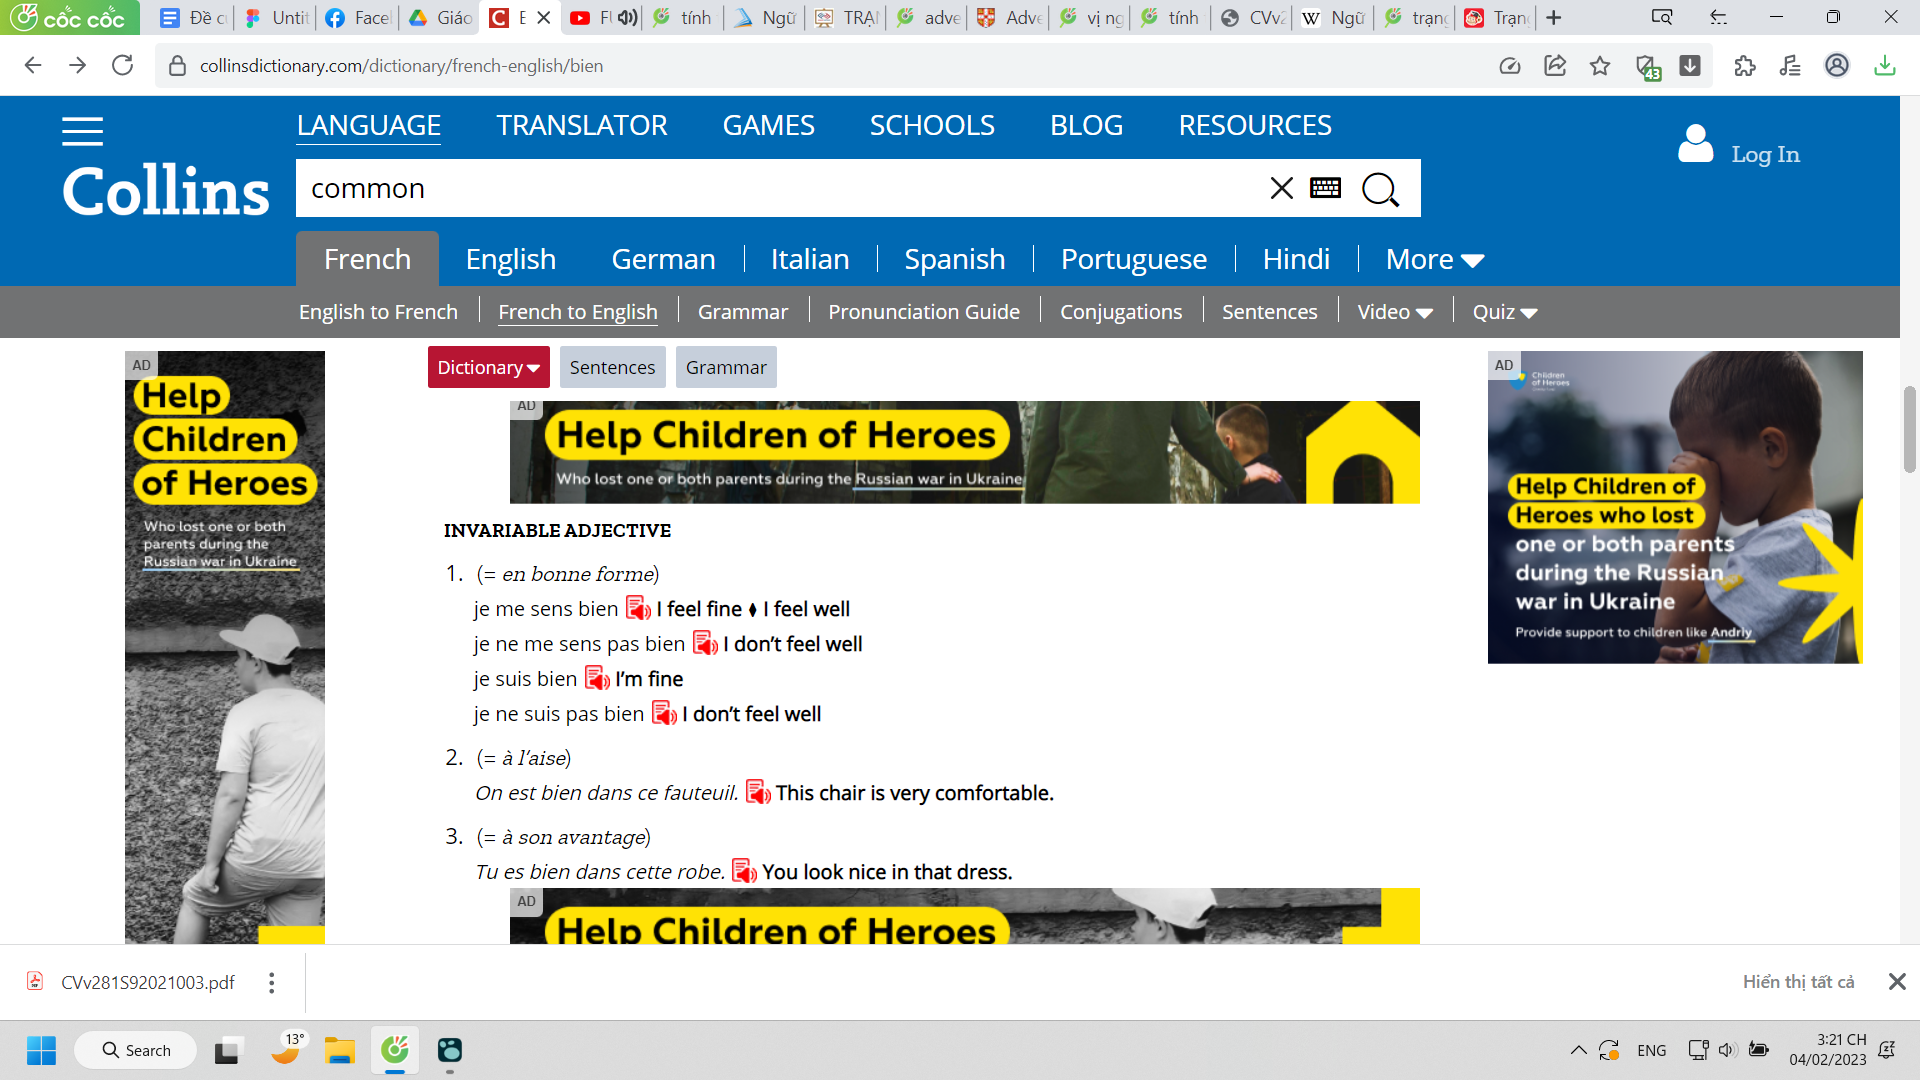 cốc cốc
Đề cư
Untit
Facel
Giáo
E
FU
tính
Ngữ
TRẠN
adve
Adve
vị ng
tính
CVv2
Ngữ
trạng
Trạng
collinsdictionary.com/dictionary/french-english/bien
43
LANGUAGE
TRANSLATOR
GAMES
SCHOOLS
BLOG
RESOURCES
Log In
Collins
common
French
English
German
Italian
Spanish
Portuguese
Hindi
More
English to French
French to English
Grammar
Pronunciation Guide
Conjugations
Sentences
Video
Quiz
AD
Help
Children
of Heroes
Who lost one or both
parents during the
Russian war in Ukraine
Dictionary
Sentences
Grammar
AD
Help Children of Heroes
Who lost one or both parents during the Russian war in Ukraine
INVARIABLE ADJECTIVE
1. (= en bonne forme)
je me sens bien I feel fine ⧫ I feel well
je ne me sens pas bien I don’t feel well
je suis bien I’m fine
je ne suis pas bien I don’t feel well
2. (= à l’aise)
On est bien dans ce fauteuil. This chair is very comfortable.
3. (= à son avantage)
Tu es bien dans cette robe. You look nice in that dress.
AD
Help Children of Heroes
AD
Children
of Heroes
Help Children of
Heroes who lost
one or both parents
during the Russian
war in Ukraine
Provide support to children like Andriy
CVv281S92021003.pdf
Hiển thị tất cả
Search
13°
ENG
3:21 CH
04/02/2023